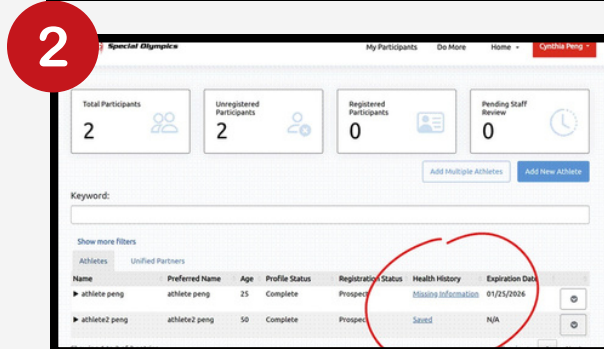 2
Special Olympics My Participants Do More Home Cynthia Peng
Total Participants
2
Unregistered
Participants
2
Registered
Participants
0
Pending Staff
Review
0
Add Multiple Athletes Add New Athlete
Keyword:
Show more filters
Athletes Unified Partners
Name Preferred Name Age Profile Status Registration Status Health History Expiration Date
athlete peng athlete peng 25 Complete Prospect Missing Information 01/25/2026
athlete2 peng athlete2 peng 50 Complete Prospect Saved N/A